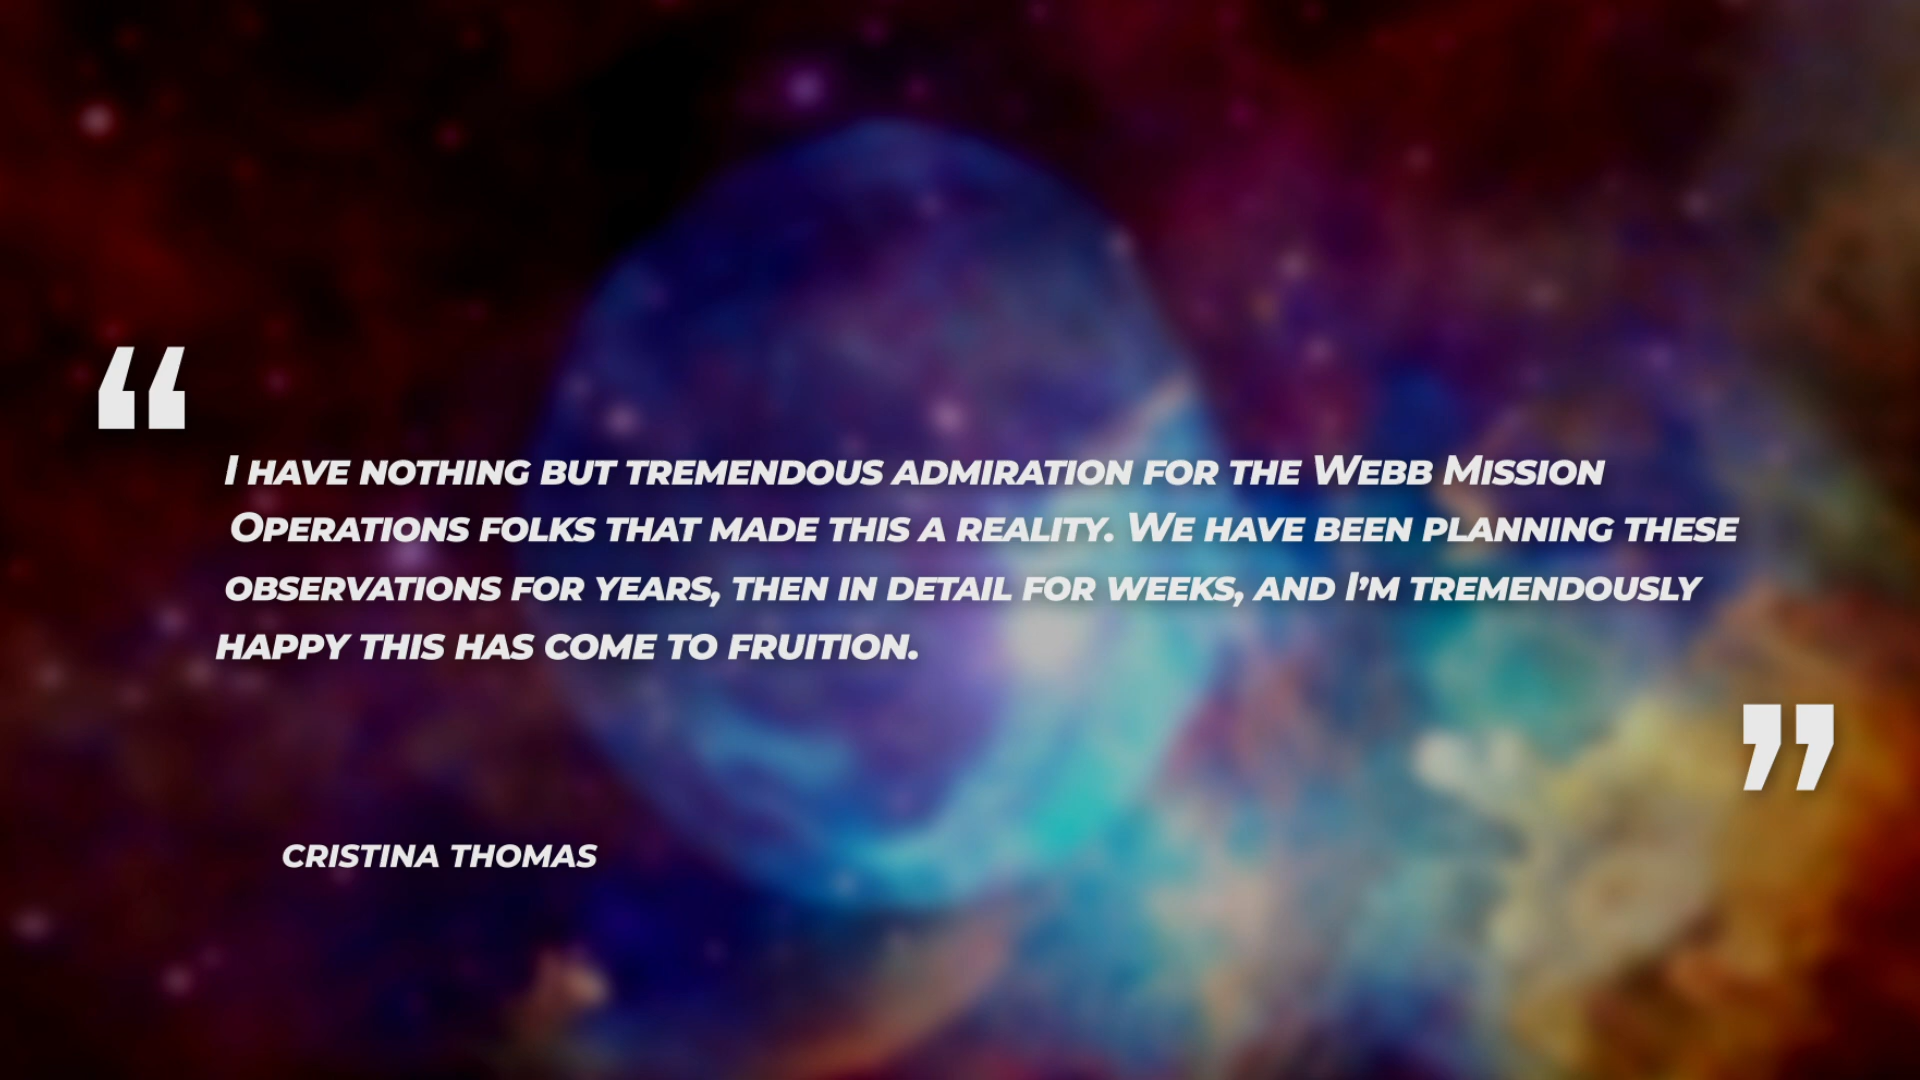 “
I have nothing but tremendous admiration for the Webb Mission
Operations folks that made this a reality. We have been planning these
observations for years, then in detail for weeks, and I’m tremendously
happy this has come to fruition.
”
cristina thomas